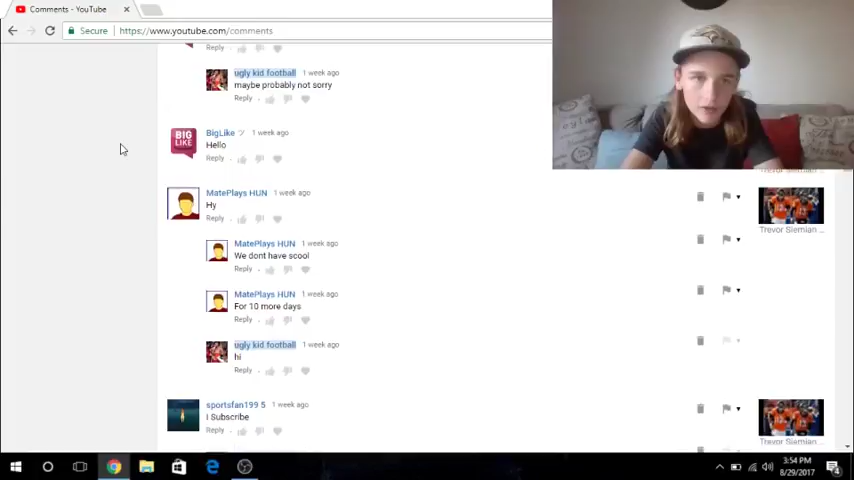 Comments - YouTube
Secure https://www.youtube.com/comments
Reply
ugly kid football 1 week ago
maybe probably not sorry
Reply
BIG LIKE
BigLike ツ 1 week ago
Hello
Reply
MatePlays HUN 1 week ago
Hy
Reply
Trevor Siemian ...
MatePlays HUN 1 week ago
We dont have scool
Reply
MatePlays HUN 1 week ago
For 10 more days
Reply
ugly kid football 1 week ago
hi
Reply
sportsfan199 5 1 week ago
I Subscribe
Reply
Trevor Siemian ...
3:54 PM
8/29/2017